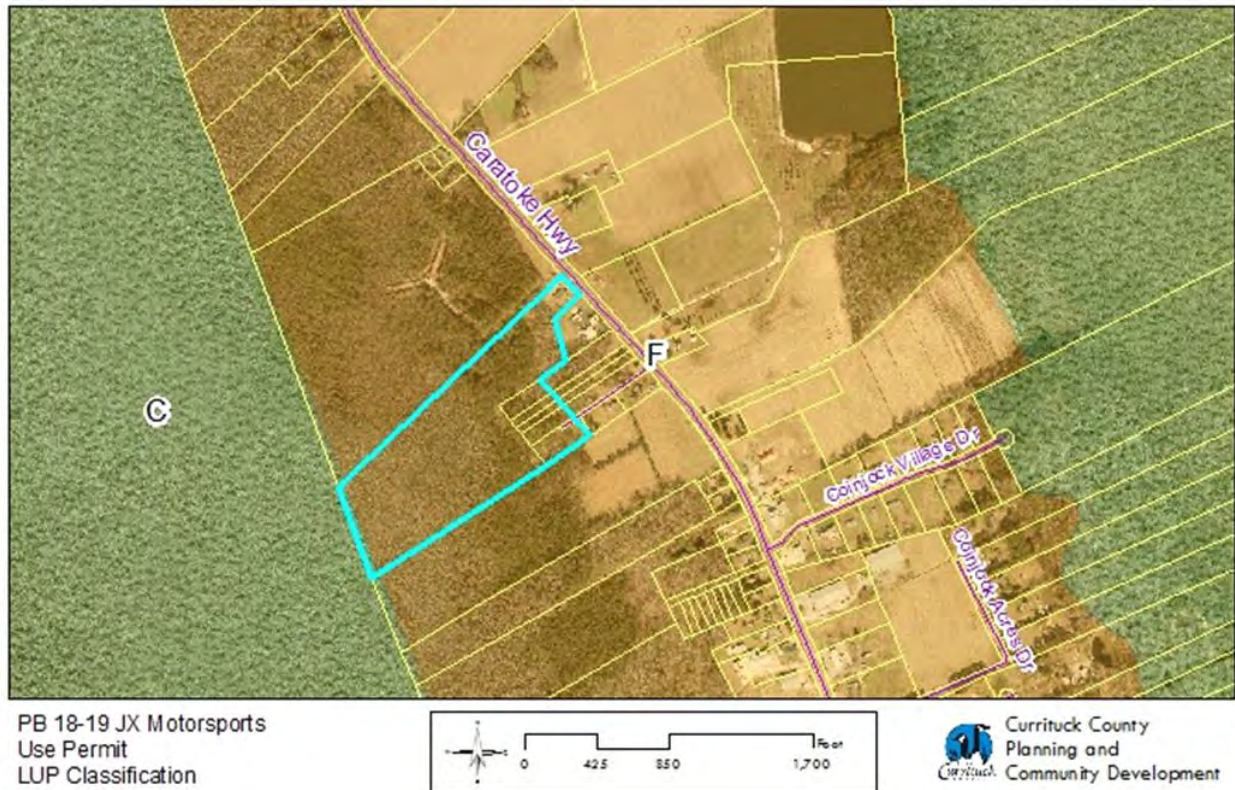 Caratoke Hwy
F
C
Coinjock Village Dr
Coinjock Acres Dr
PB 18-19 JX Motorsports
Use Permit
LUP Classification
Feet
0 425 850 1,700
Currituck
Currituck County
Planning and
Community Development